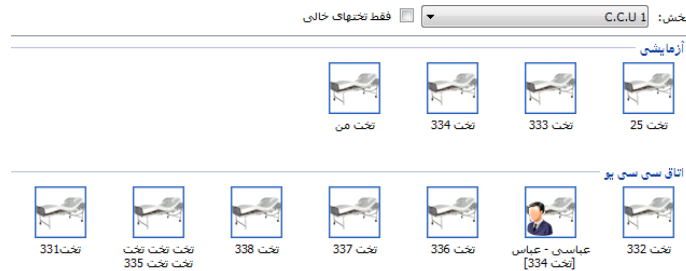 بخش: C.C.U 1 فقط تختهای خالی
آزمایشی
تخت 25 تخت 333 تخت 334 تخت من
اتاق سی سی یو
تخت 332 عباسی - عباس تخت 336 تخت 337 تخت 338 تخت تخت تخت تخت331
[تخت 334] تخت تخت 335